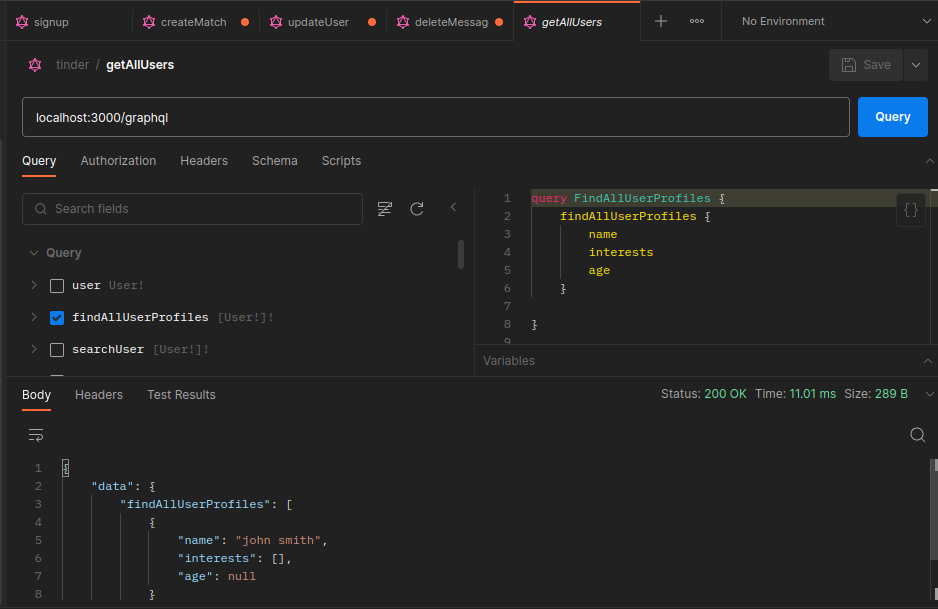 signup createMatch updateUser deleteMessag getAllUsers No Environment
tinder / getAllUsers Save
localhost:3000/graphql Query
Query Authorization Headers Schema Scripts
Search fields
Query
user User!
findAllUserProfiles [User!]!
searchUser [User!]!
1 query FindAllUserProfiles {
2 findAllUserProfiles {
3 name
4 interests
5 age
6 }
7
8 }
9
{}
Variables
Body Headers Test Results Status: 200 OK Time: 11.01 ms Size: 289 B
1 {
2 "data": {
3 "findAllUserProfiles": [
4 {
5 "name": "john smith",
6 "interests": [],
7 "age": null
8 }